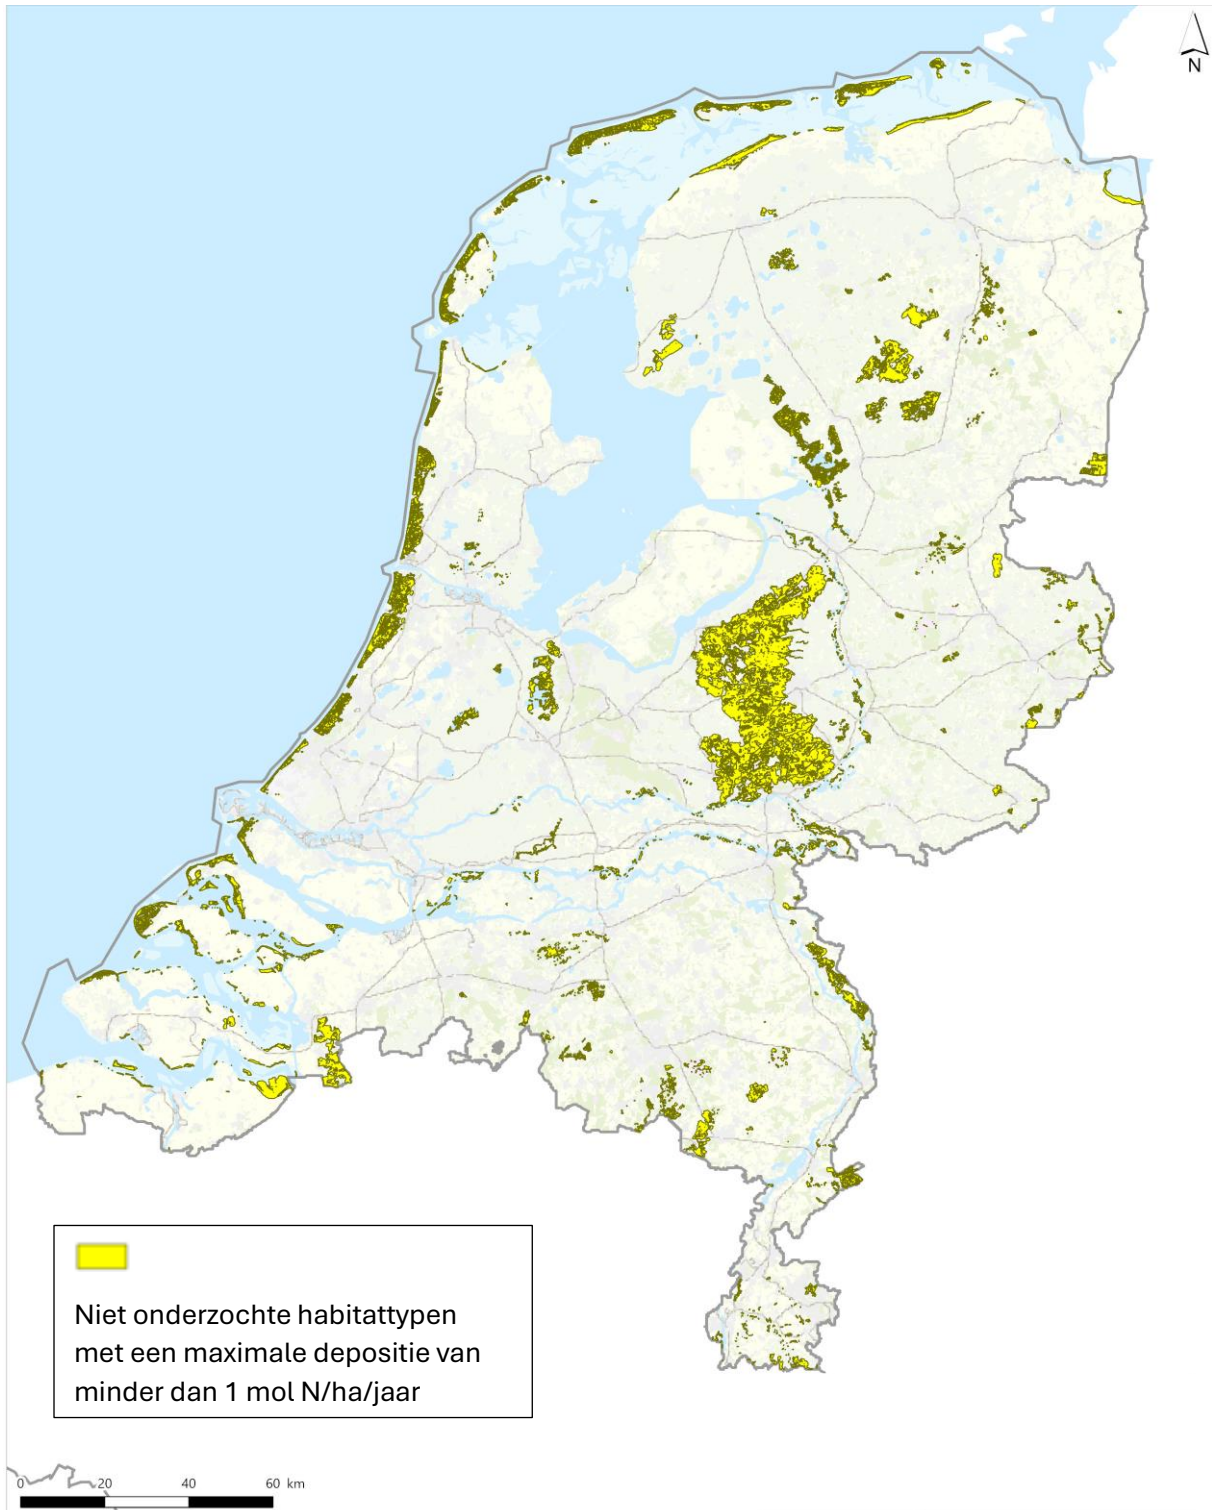 N
Niet onderzochte habitattypen
met een maximale depositie van
minder dan 1 mol N/ha/jaar
0 20 40 60 km